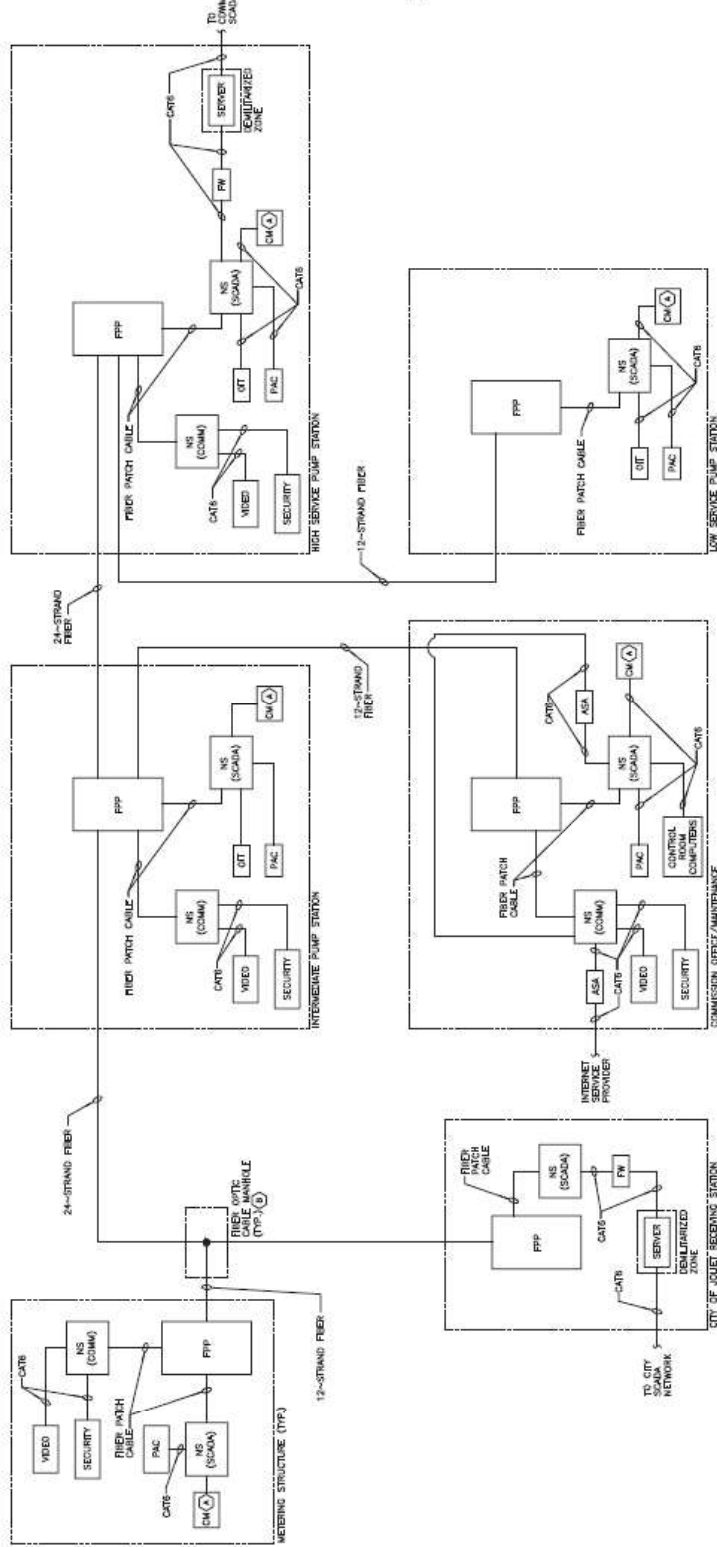 METERING STRUCTURE (TYP.)
VIDEO
SECURITY
CAT6
NS
(COMM)
FIBER PATCH
CABLE
FPP
PAC
CAT6
NS
(SCADA)
CM
A
12-STRAND FIBER
FIBER OPTIC
CABLE MANHOLE
(TYP.)
B
24-STRAND FIBER
INTERMEDIATE PUMP STATION
FPP
FIBER PATCH CABLE
NS
(COMM)
CAT6
VIDEO
SECURITY
NS
(SCADA)
OIT
PAC
CM
A
24-STRAND
FIBER
12-STRAND
FIBER
HIGH SERVICE PUMP STATION
FPP
FIBER PATCH CABLE
NS
(COMM)
CAT6
VIDEO
SECURITY
NS
(SCADA)
OIT
PAC
CM
A
CAT6
FW
CAT6
SERVER
DEMILITARIZED
ZONE
TO
SCADA
12-STRAND FIBER
CITY OF JOLIET RECEIVING STATION
FPP
FIBER
PATCH
CABLE
NS
(SCADA)
CAT6
FW
SERVER
DEMILITARIZED
ZONE
CAT6
TO CITY
SCADA
NETWORK
COMMISSION OFFICE/MAINTENANCE
FPP
FIBER PATCH
CABLE
NS
(COMM)
ASA
CAT6
VIDEO
SECURITY
INTERNET
SERVICE
PROVIDER
NS
(SCADA)
ASA
CAT6
PAC
CONTROL
ROOM
COMPUTERS
CM
A
CAT6
LOW SERVICE PUMP STATION
FPP
FIBER PATCH CABLE
NS
(SCADA)
OIT
PAC
CM
A
CAT6